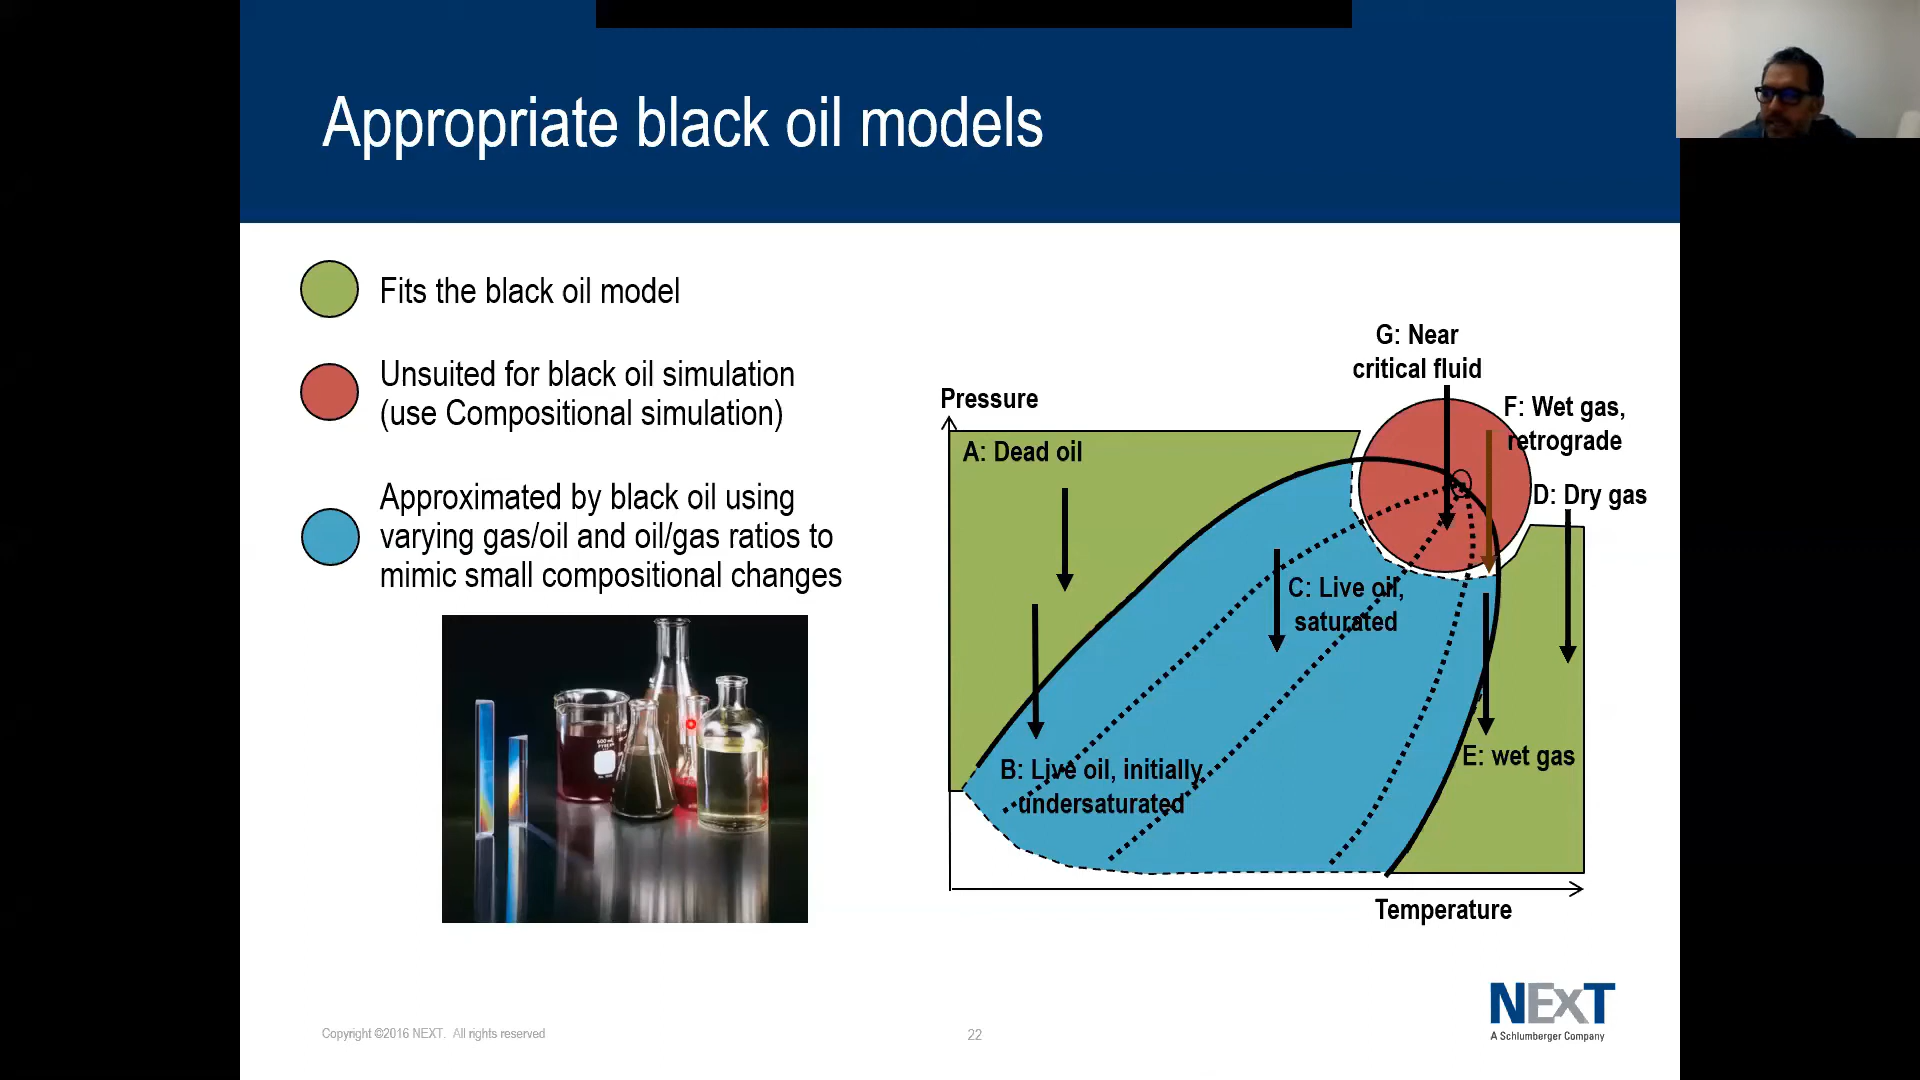 Appropriate black oil models
Fits the black oil model
Unsuited for black oil simulation
(use Compositional simulation)
Approximated by black oil using
varying gas/oil and oil/gas ratios to
mimic small compositional changes
G: Near
critical fluid
Pressure
F: Wet gas,
retrograde
A: Dead oil
D: Dry gas
C: Live oil,
saturated
E: wet gas
B: Live oil, initially
undersaturated
Temperature
NExT
A Schlumberger Company
Copyright ©2016 NEXT. All rights reserved
22